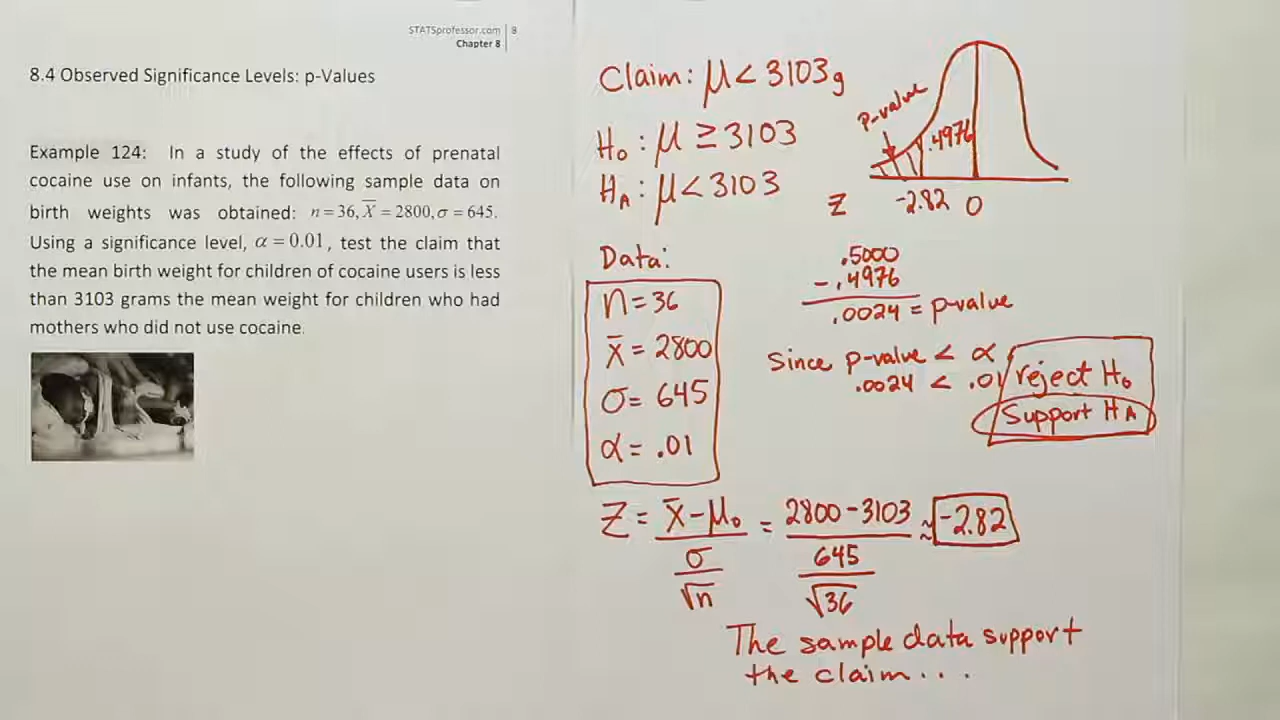 STATSprofessor.com 8
Chapter 8
8.4 Observed Significance Levels: p-Values
Example 124: In a study of the effects of prenatal
cocaine use on infants, the following sample data on
birth weights was obtained: n = 36, X̄ = 2800, σ = 645.
Using a significance level, α = 0.01, test the claim that
the mean birth weight for children of cocaine users is less
than 3103 grams the mean weight for children who had
mothers who did not use cocaine.
Claim: μ < 3103g
H₀ : μ ≥ 3103
H_A : μ < 3103
P-value
.4976
Z -2.82 0
Data:
n = 36
x̄ = 2800
σ = 645
α = .01
.5000
- .4976
.0024 = p-value
Since p-value < α
.0024 < .01
reject H₀
Support H_A
Z = x̄ - μ₀ = 2800 - 3103 ≈ -2.82
σ 645
√n √36
The sample data support
the claim...